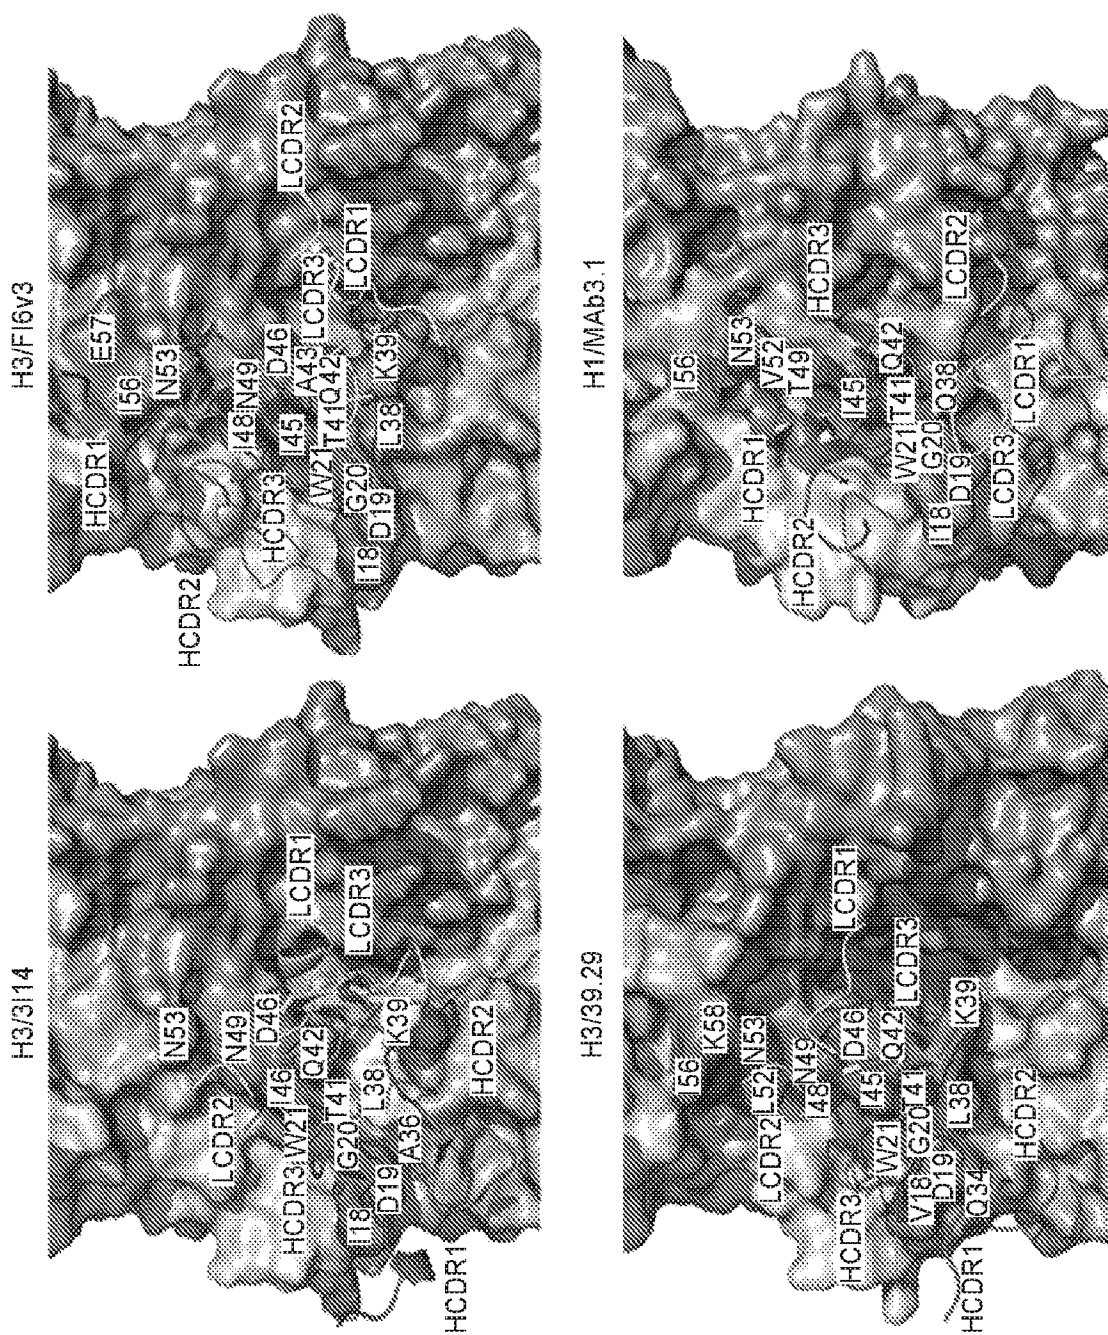 H3/3I14
N53
LCDR2
N49
D46
I46
HCDR3
W21
LCDR1
Q42
T41
G20
I18
LCDR3
L38
D19
K39
A36
HCDR1
HCDR2
H3/FI6v3
HCDR1
E57
I56
N53
HCDR2
I48
N49
HCDR3
D46
I45
LCDR2
A43
LCDR3
W21
T41
Q42
G20
LCDR1
I18
D19
L38
K39
H3/39.29
I56
K58
N53
L52
LCDR2
N49
I48
LCDR1
HCDR3
D46
I45
W21
Q42
LCDR3
T41
G20
V18
D19
L38
K39
Q34
HCDR1
HCDR2
H1/MAb3.1
I56
N53
HCDR1
V52
T49
HCDR2
HCDR3
I45
Q42
T41
W21
G20
Q38
I18
LCDR2
D19
LCDR3
LCDR1